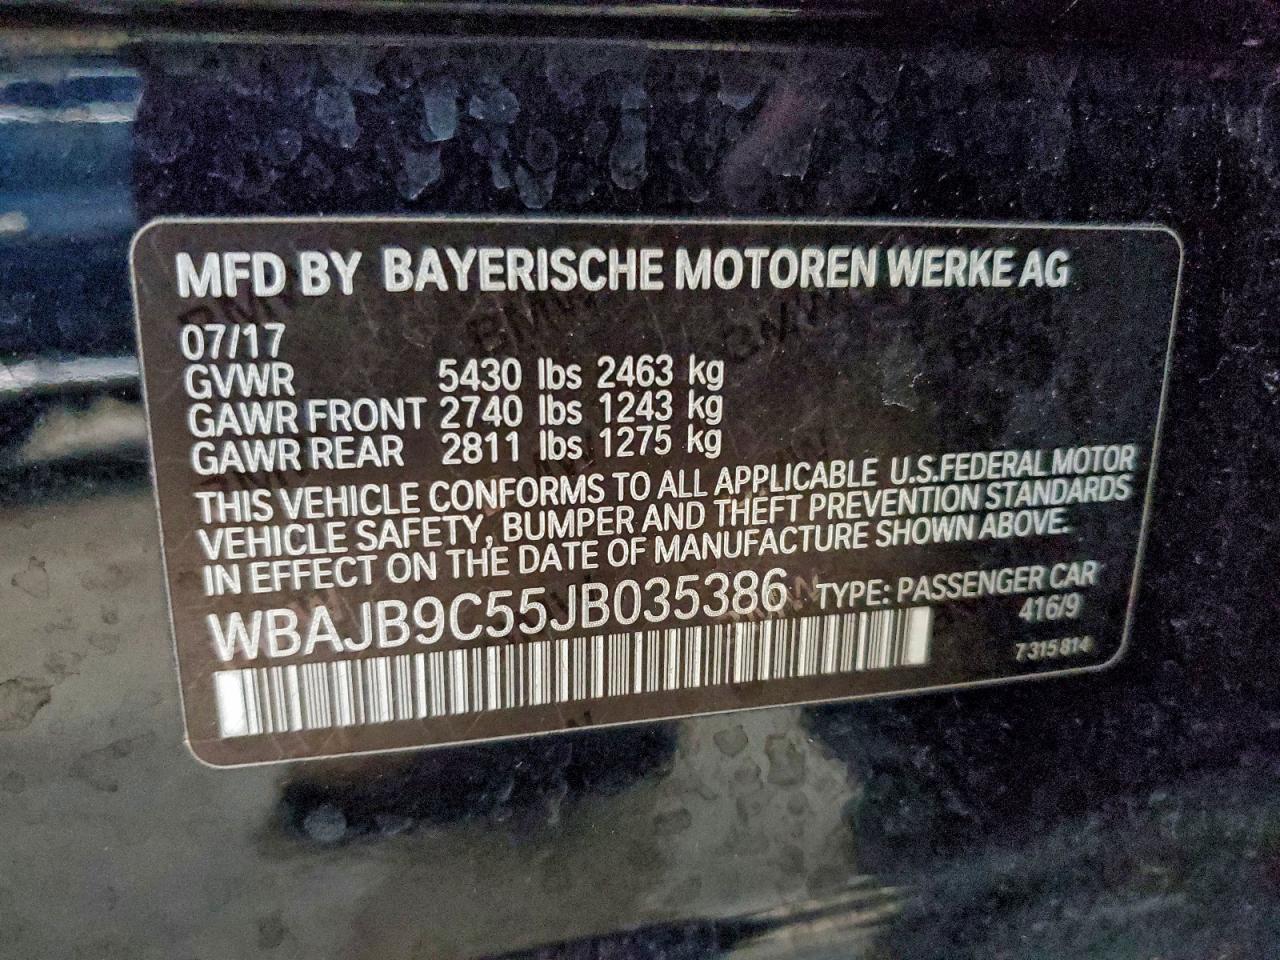 MFD BY BAYERISCHE MOTOREN WERKE AG
07/17
GVWR 5430 lbs 2463 kg
GAWR FRONT 2740 lbs 1243 kg
GAWR REAR 2811 lbs 1275 kg
THIS VEHICLE CONFORMS TO ALL APPLICABLE U.S.FEDERAL MOTOR
VEHICLE SAFETY, BUMPER AND THEFT PREVENTION STANDARDS
IN EFFECT ON THE DATE OF MANUFACTURE SHOWN ABOVE.
WBAJB9C55JB035386 TYPE: PASSENGER CAR
416/9
7 315 814